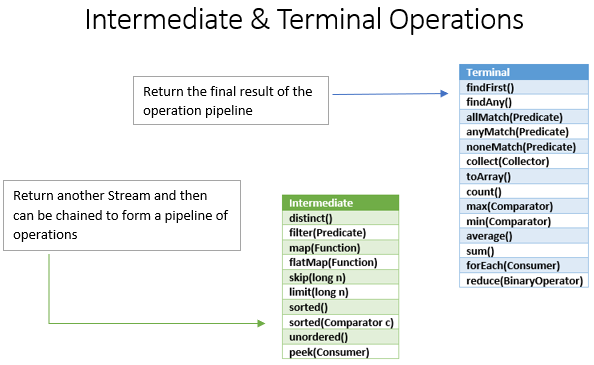 Intermediate & Terminal Operations
Return the final result of the
operation pipeline
Terminal
findFirst()
findAny()
allMatch(Predicate)
anyMatch(Predicate)
noneMatch(Predicate)
collect(Collector)
toArray()
count()
max(Comparator)
min(Comparator)
average()
sum()
forEach(Consumer)
reduce(BinaryOperator)
Return another Stream and then
can be chained to form a pipeline of
operations
Intermediate
distinct()
filter(Predicate)
map(Function)
flatMap(Function)
skip(long n)
limit(long n)
sorted()
sorted(Comparator c)
unordered()
peek(Consumer)